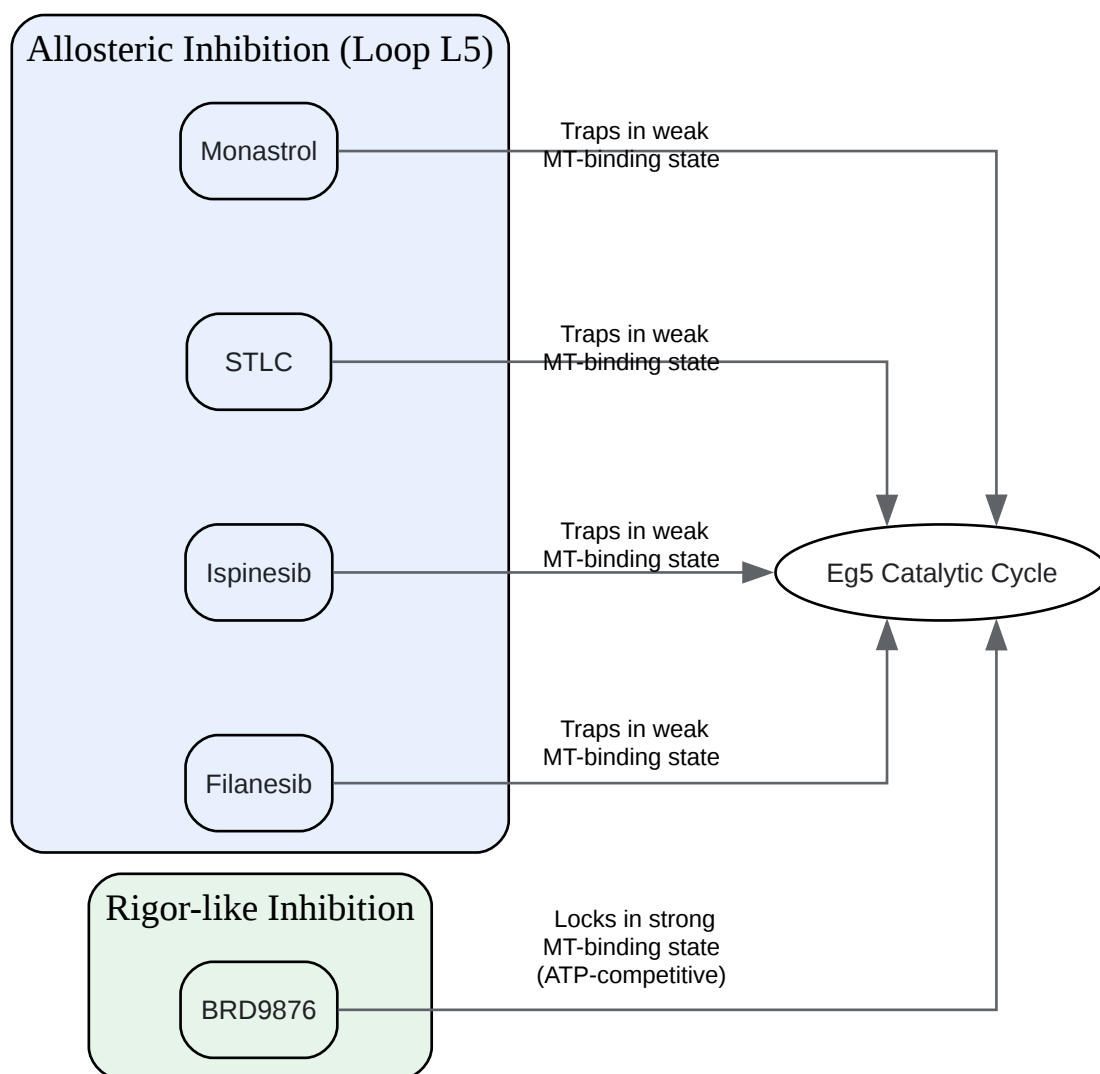 Allosteric Inhibition (Loop L5)
Monastrol
Traps in weak
MT-binding state
STLC
Traps in weak
MT-binding state
Ispinesib
Traps in weak
MT-binding state
Eg5 Catalytic Cycle
Filanesib
Traps in weak
MT-binding state
Rigor-like Inhibition
BRD9876
Locks in strong
MT-binding state
(ATP-competitive)